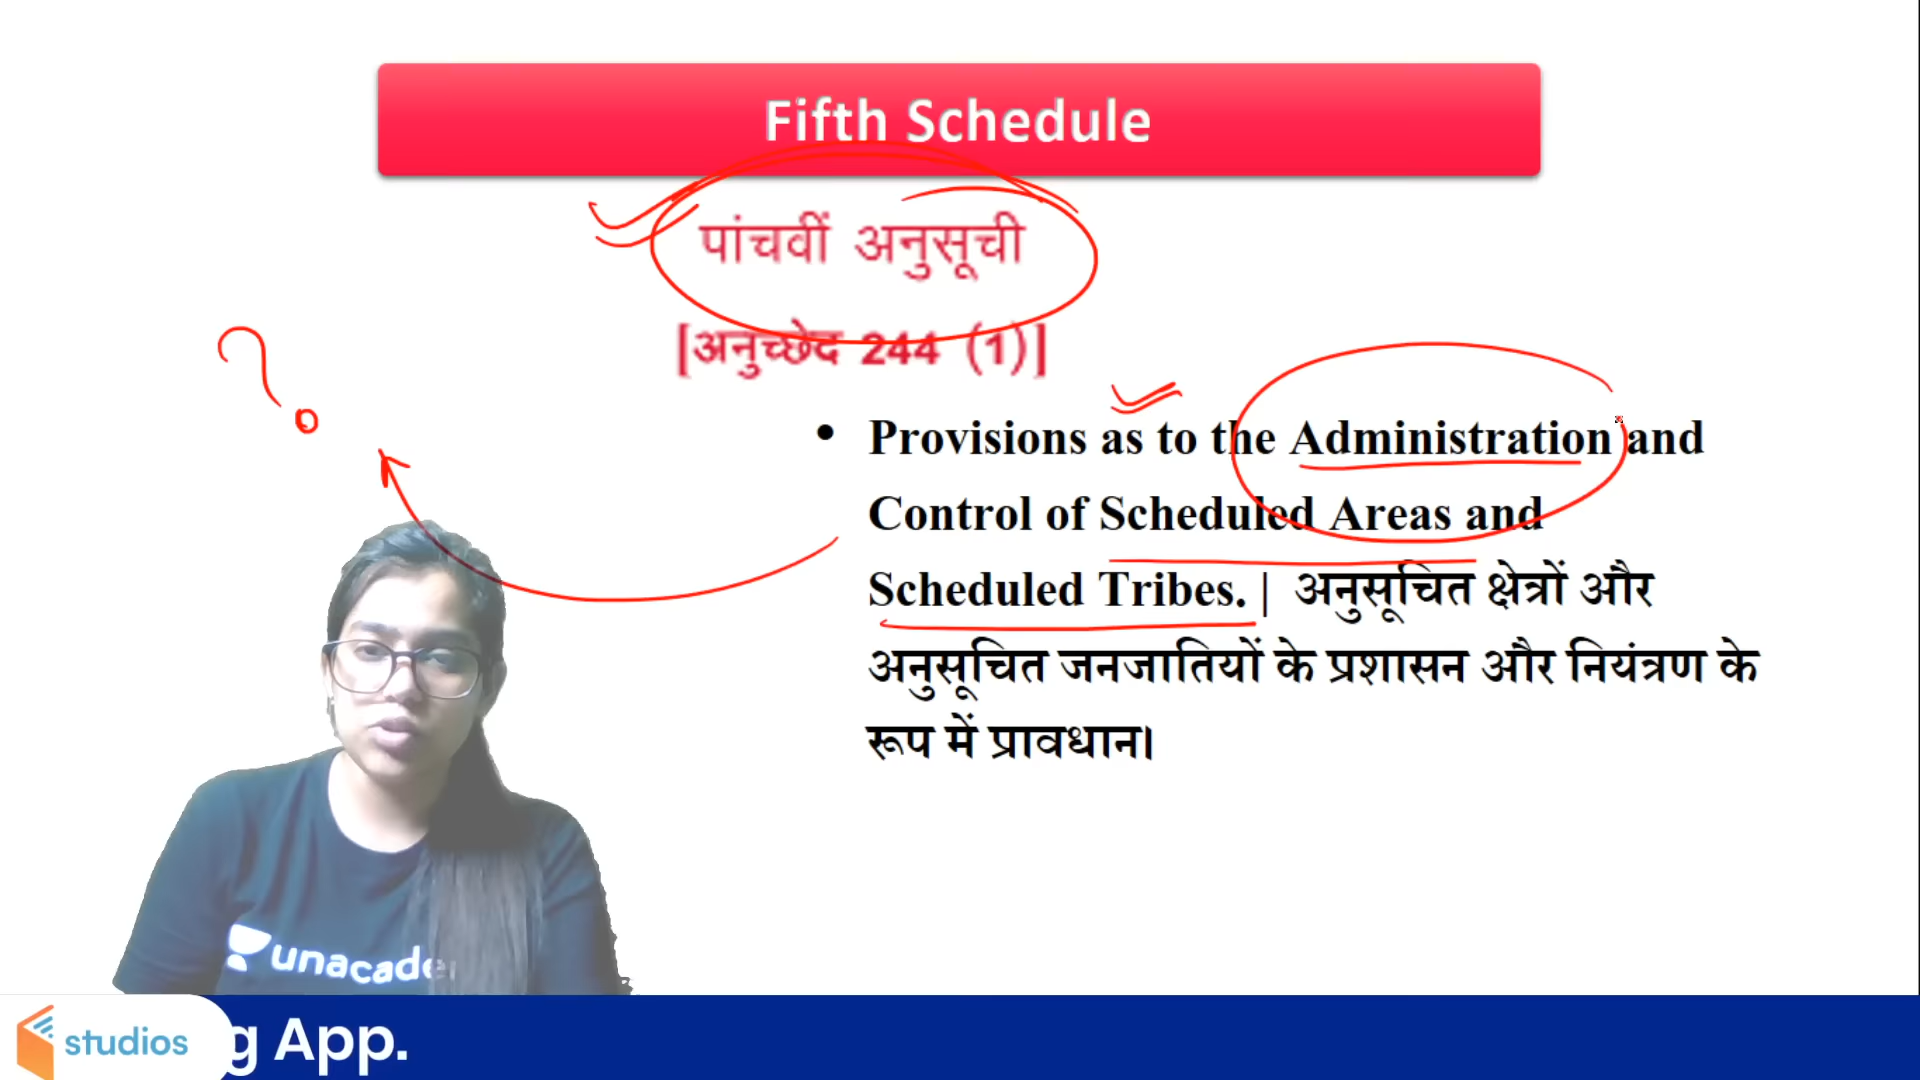 Fifth Schedule
पांचवीं अनुसूची
[अनुच्छेद 244 (1)]
?
• Provisions as to the Administration and
Control of Scheduled Areas and
Scheduled Tribes. | अनुसूचित क्षेत्रों और
अनुसूचित जनजातियों के प्रशासन और नियंत्रण के
रूप में प्रावधान।
unacade
studios
g App.